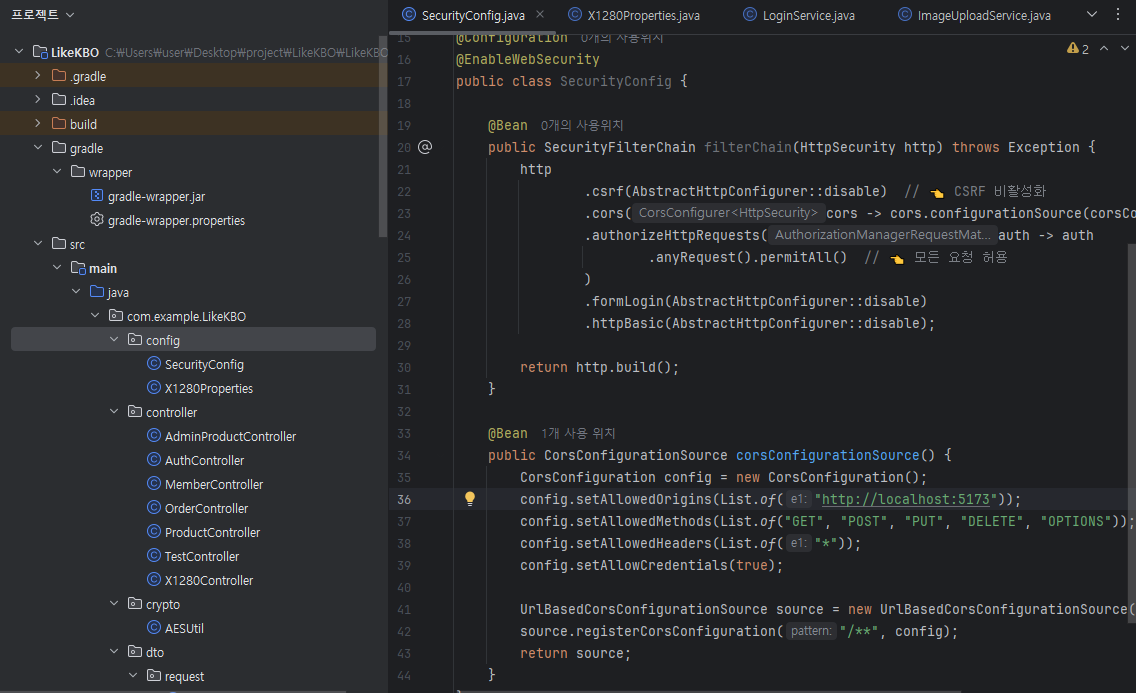 프로젝트
LikeKBO C:\Users\user\Desktop\project\LikeKBO\LikeKBO
.gradle
.idea
build
gradle
wrapper
gradle-wrapper.jar
gradle-wrapper.properties
src
main
java
com.example.LikeKBO
config
SecurityConfig
X1280Properties
controller
AdminProductController
AuthController
MemberController
OrderController
ProductController
TestController
X1280Controller
crypto
AESUtil
dto
request
SecurityConfig.java X1280Properties.java LoginService.java ImageUploadService.java
2
15 @Configuration 0개의 사용위치
16 @EnableWebSecurity
17 public class SecurityConfig {
18
19 @Bean 0개의 사용위치
20 public SecurityFilterChain filterChain(HttpSecurity http) throws Exception {
21 http
22 .csrf(AbstractHttpConfigurer::disable) // 👈 CSRF 비활성화
23 .cors( CorsConfigurer<HttpSecurity> cors -> cors.configurationSource(corsCo
24 .authorizeHttpRequests( AuthorizationManagerRequestMat... auth -> auth
25 .anyRequest().permitAll() // 👈 모든 요청 허용
26 )
27 .formLogin(AbstractHttpConfigurer::disable)
28 .httpBasic(AbstractHttpConfigurer::disable);
29
30 return http.build();
31 }
32
33 @Bean 1개 사용 위치
34 public CorsConfigurationSource corsConfigurationSource() {
35 CorsConfiguration config = new CorsConfiguration();
36 config.setAllowedOrigins(List.of( e1: "http://localhost:5173"));
37 config.setAllowedMethods(List.of("GET", "POST", "PUT", "DELETE", "OPTIONS"));
38 config.setAllowedHeaders(List.of( e1: "*"));
39 config.setAllowCredentials(true);
40
41 UrlBasedCorsConfigurationSource source = new UrlBasedCorsConfigurationSource(
42 source.registerCorsConfiguration( pattern: "/**", config);
43 return source;
44 }